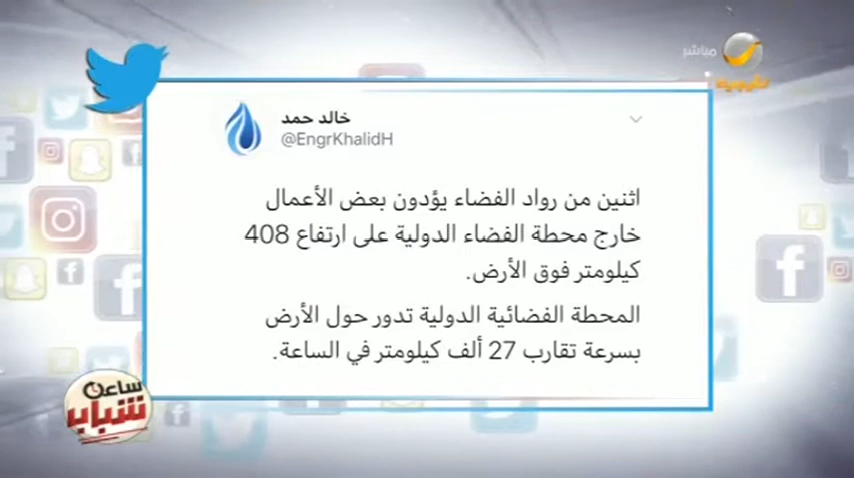 مباشر
خليجية
خالد حمد
@EngrKhalidH
اثنين من رواد الفضاء يؤدون بعض الأعمال
خارج محطة الفضاء الدولية على ارتفاع 408
كيلومتر فوق الأرض.
المحطة الفضائية الدولية تدور حول الأرض
بسرعة تقارب 27 ألف كيلومتر في الساعة.
ساعة
شباب